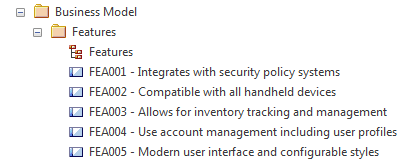 Business Model
Features
Features
FEA001 - Integrates with security policy systems
FEA002 - Compatible with all handheld devices
FEA003 - Allows for inventory tracking and management
FEA004 - Use account management including user profiles
FEA005 - Modern user interface and configurable styles